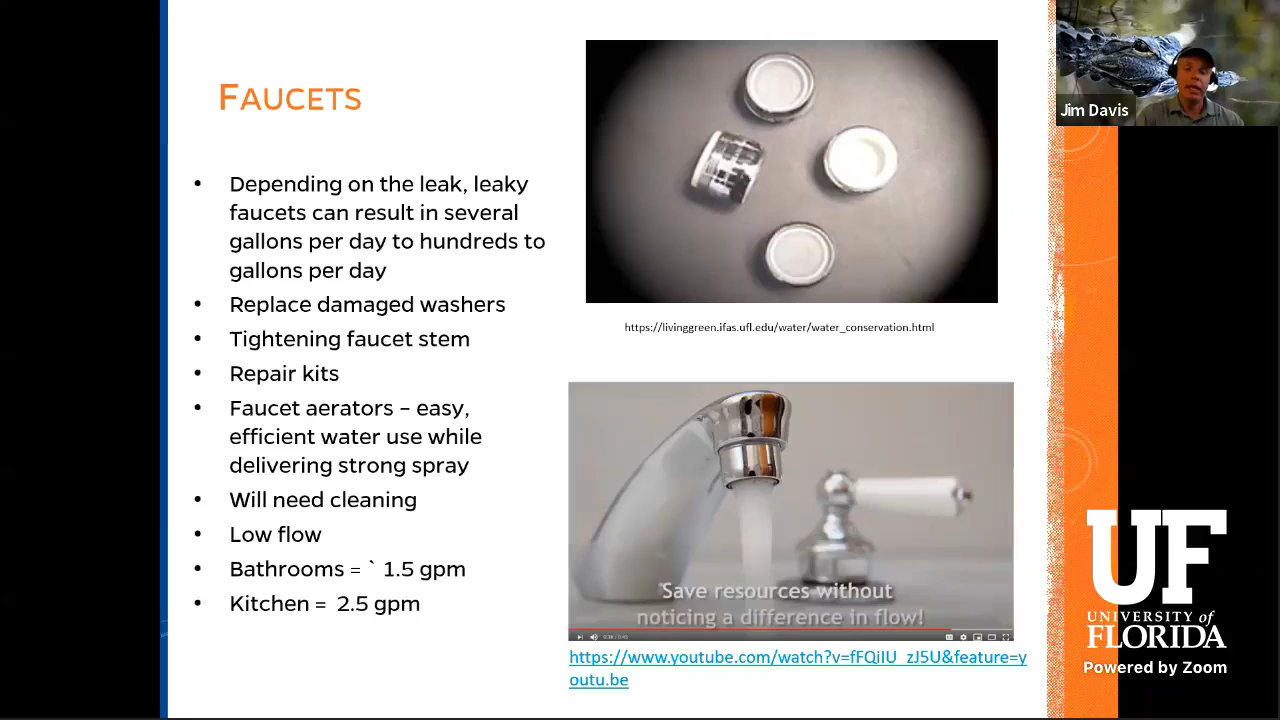 FAUCETS
• Depending on the leak, leaky
faucets can result in several
gallons per day to hundreds to
gallons per day
• Replace damaged washers
• Tightening faucet stem
• Repair kits
• Faucet aerators – easy,
efficient water use while
delivering strong spray
• Will need cleaning
• Low flow
• Bathrooms = ` 1.5 gpm
• Kitchen = 2.5 gpm
https://livinggreen.ifas.ufl.edu/water/water_conservation.html
Save resources without
noticing a difference in flow!
https://www.youtube.com/watch?v=fFQiIU_zJ5U&feature=y
outu.be
Jim Davis
UF
UNIVERSITY of
FLORIDA
Powered by Zoom